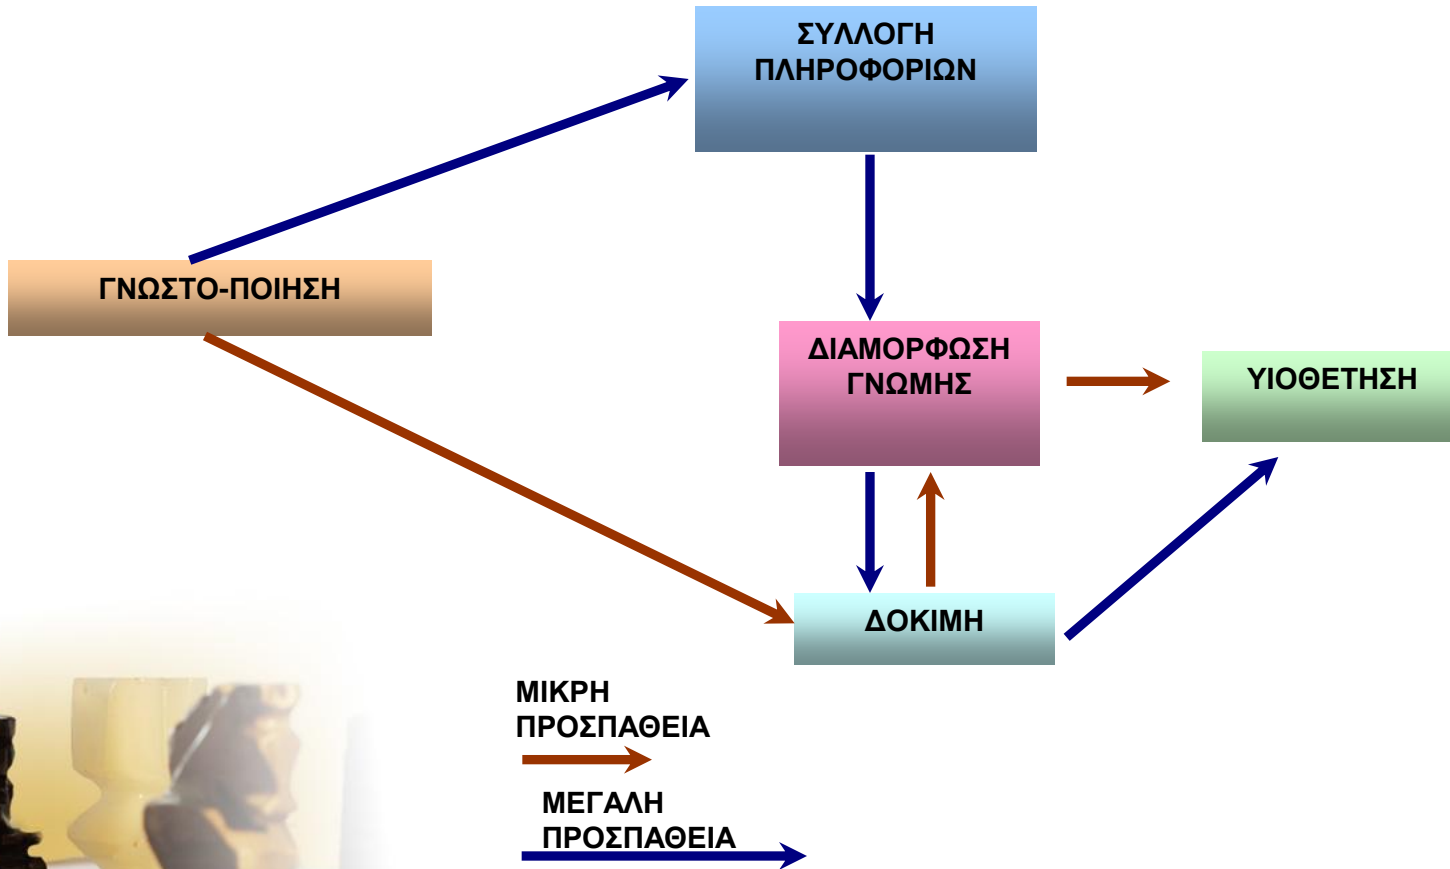 ΣΥΛΛΟΓΗ
ΠΛΗΡΟΦΟΡΙΩΝ
ΓΝΩΣΤΟ-ΠΟΙΗΣΗ
ΔΙΑΜΟΡΦΩΣΗ
ΓΝΩΜΗΣ
ΥΙΟΘΕΤΗΣΗ
ΔΟΚΙΜΗ
ΜΙΚΡΗ
ΠΡΟΣΠΑΘΕΙΑ
ΜΕΓΑΛΗ
ΠΡΟΣΠΑΘΕΙΑ